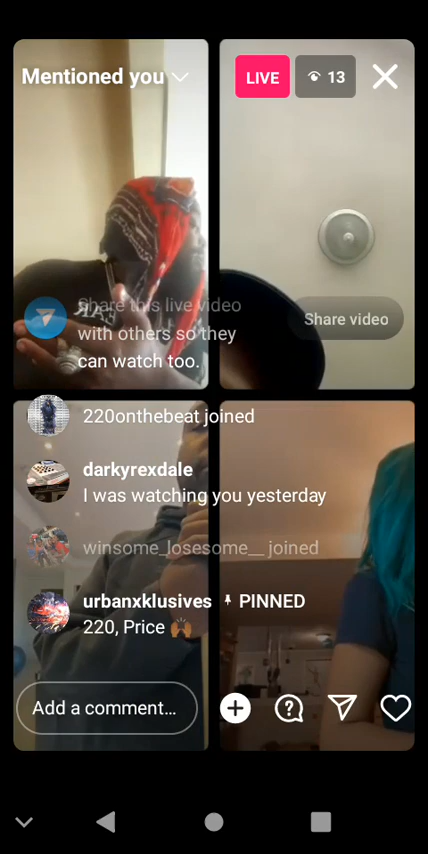 Mentioned you
LIVE
13
Share this live video
with others so they
can watch too.
Share video
220onthebeat joined
darkyrexdale
I was watching you yesterday
winsome_losesome__ joined
urbanxklusives PINNED
220, Price 🙌🏾
Add a comment...